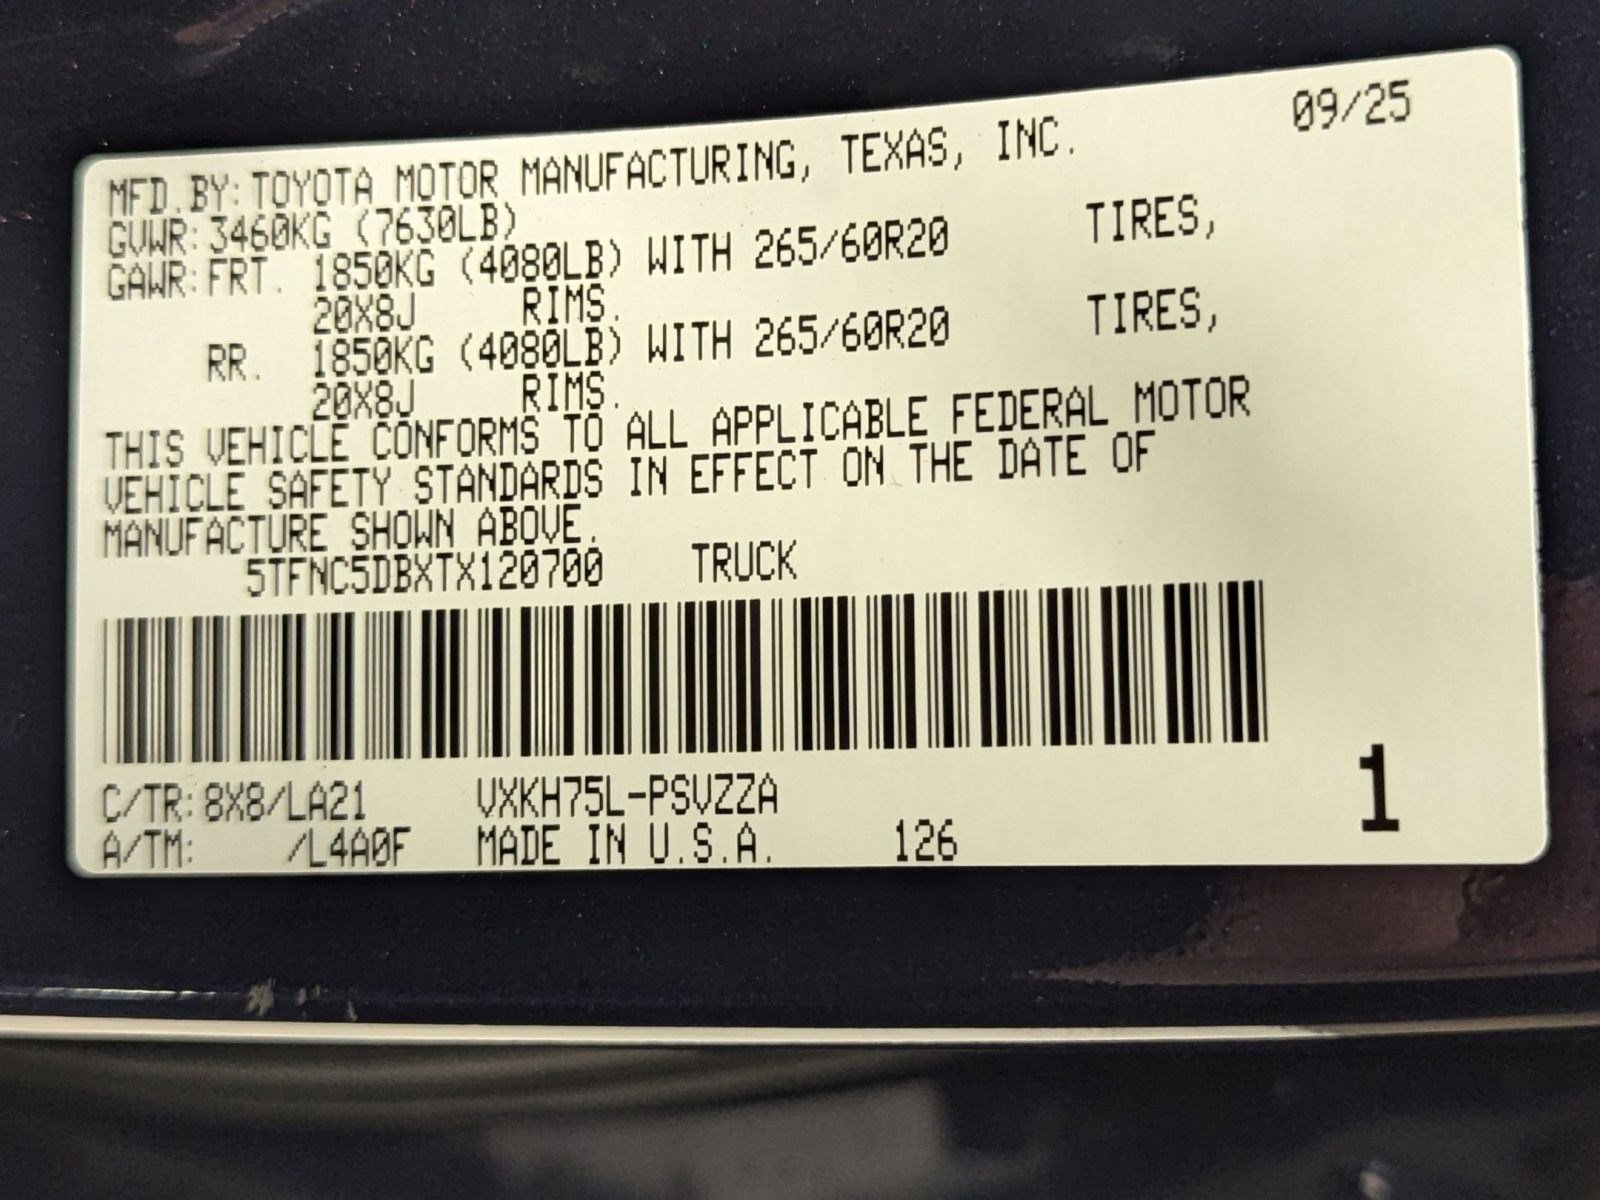 09/25
MFD.BY:TOYOTA MOTOR MANUFACTURING, TEXAS, INC.
GVWR:3460KG (7630LB)
GAWR:FRT. 1850KG (4080LB) WITH 265/60R20 TIRES,
20X8J RIMS.
RR. 1850KG (4080LB) WITH 265/60R20 TIRES,
20X8J RIMS.
THIS VEHICLE CONFORMS TO ALL APPLICABLE FEDERAL MOTOR
VEHICLE SAFETY STANDARDS IN EFFECT ON THE DATE OF
MANUFACTURE SHOWN ABOVE.
5TFNC5DBXTX120700 TRUCK
C/TR:8X8/LA21 VXKH75L-PSVZZA
A/TM: /L4A0F MADE IN U.S.A. 126
1